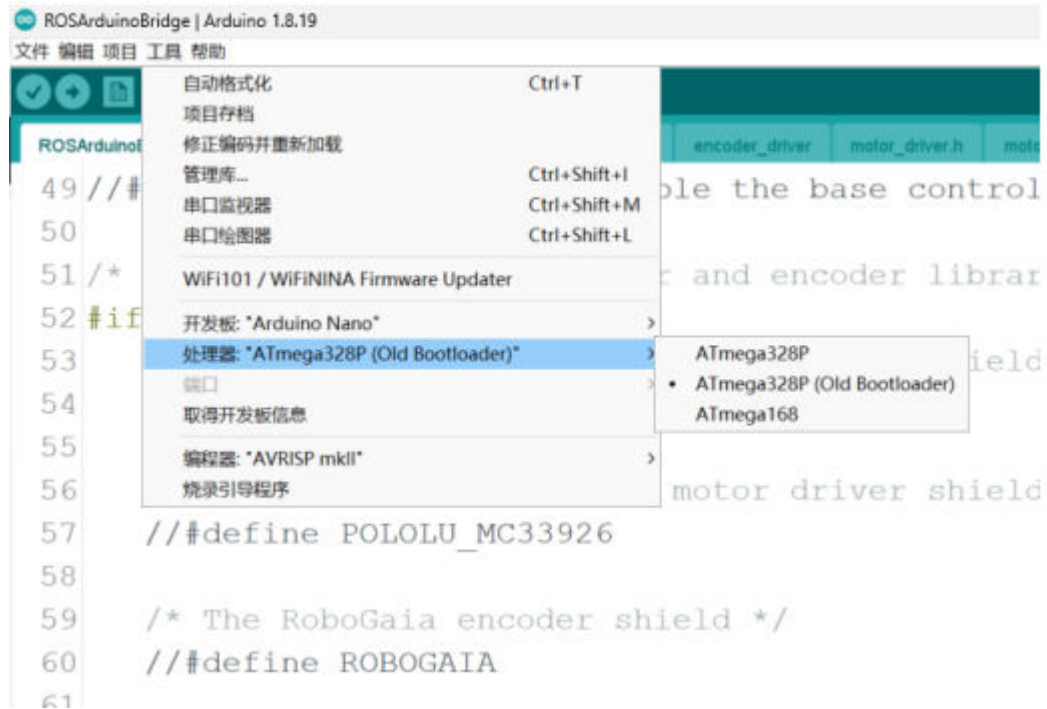 ROSArduinoBridge | Arduino 1.8.19
文件 编辑 项目 工具 帮助
自动格式化 Ctrl+T
项目存档
修正编码并重新加载
管理库... Ctrl+Shift+I
串口监视器 Ctrl+Shift+M
串口绘图器 Ctrl+Shift+L
WiFi101 / WiFiNINA Firmware Updater
开发板: "Arduino Nano"
处理器: "ATmega328P (Old Bootloader)"
端口
取得开发板信息
编程器: "AVRISP mkII"
烧录引导程序
ATmega328P
• ATmega328P (Old Bootloader)
ATmega168
encoder_driver motor_driver.h
49 //# the base control
50
51 /* and encoder librar
52 #if
53
54
55
56 motor driver shield
57 //#define POLOLU_MC33926
58
59 /* The RoboGaia encoder shield */
60 //#define ROBOGAIA
61